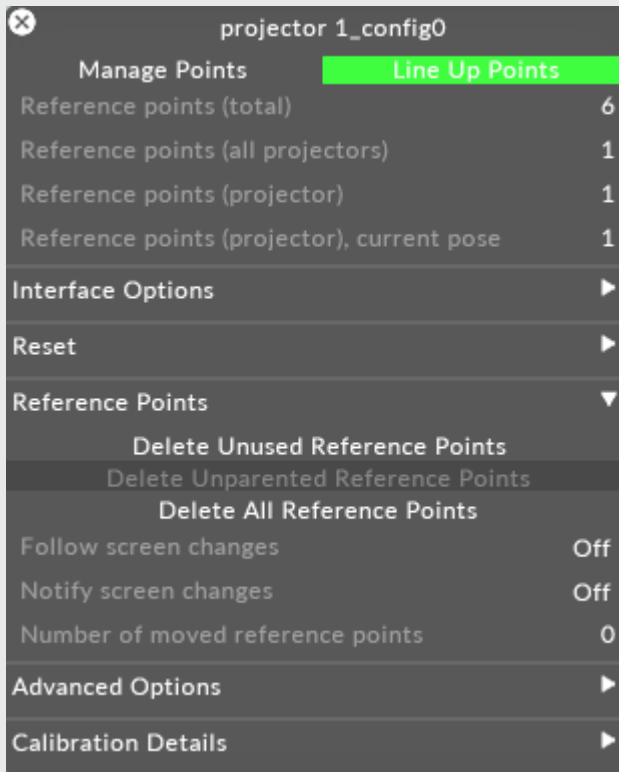 projector 1_config0
Manage Points Line Up Points
Reference points (total) 6
Reference points (all projectors) 1
Reference points (projector) 1
Reference points (projector), current pose 1
Interface Options
Reset
Reference Points
Delete Unused Reference Points
Delete Unparented Reference Points
Delete All Reference Points
Follow screen changes Off
Notify screen changes Off
Number of moved reference points 0
Advanced Options
Calibration Details